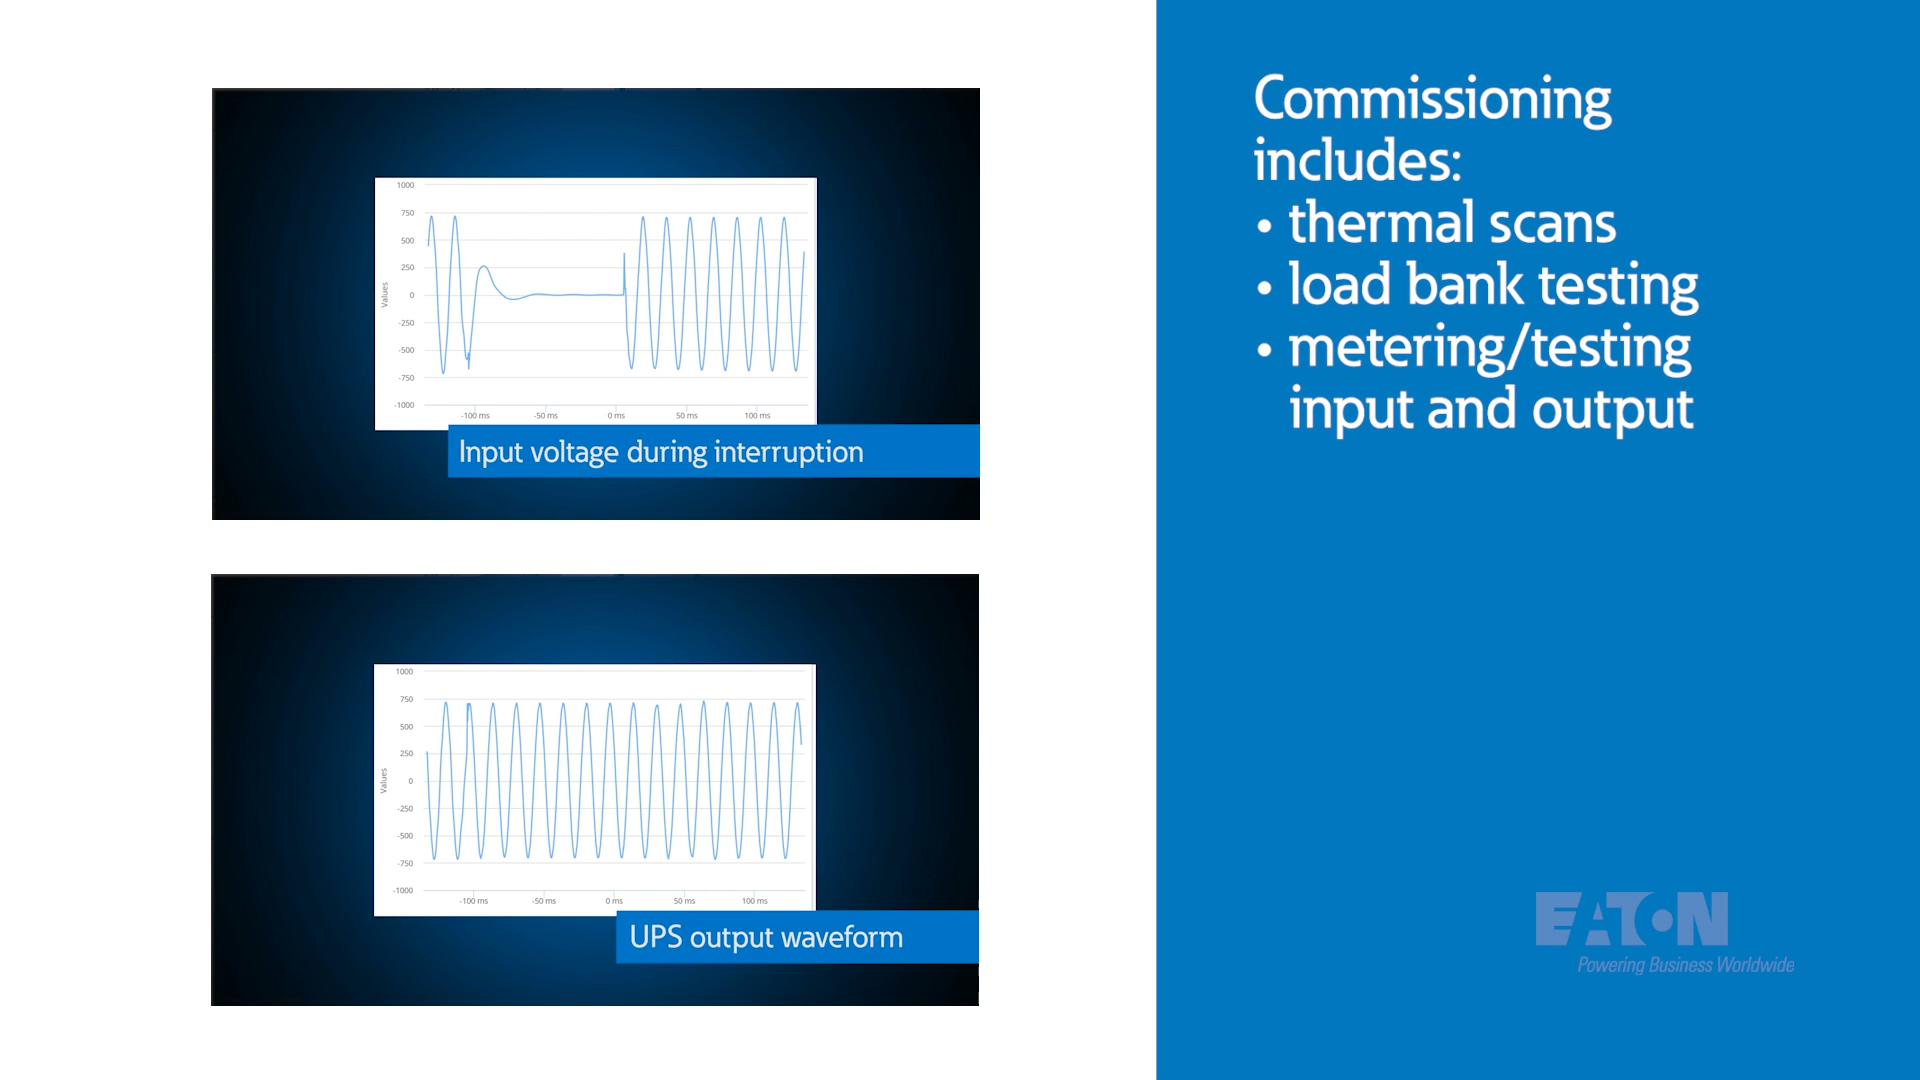 1000
750
500
250
0
-250
-500
-750
-1000
Values
-100 ms -50 ms 0 ms 50 ms 100 ms
Input voltage during interruption
1000
750
500
250
0
-250
-500
-750
-1000
Values
-100 ms -50 ms 0 ms 50 ms 100 ms
UPS output waveform
Commissioning
includes:
• thermal scans
• load bank testing
• metering/testing
input and output
EATON
Powering Business Worldwide